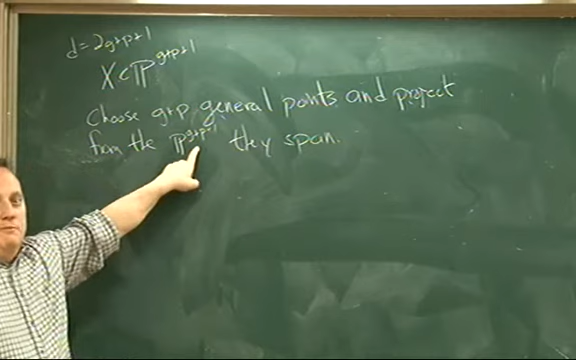 d = 2g+p+1
X ⊂ ℙ^{g+p+1}
Choose g+p general points and project
from the ℙ^{g+p-1} they span.